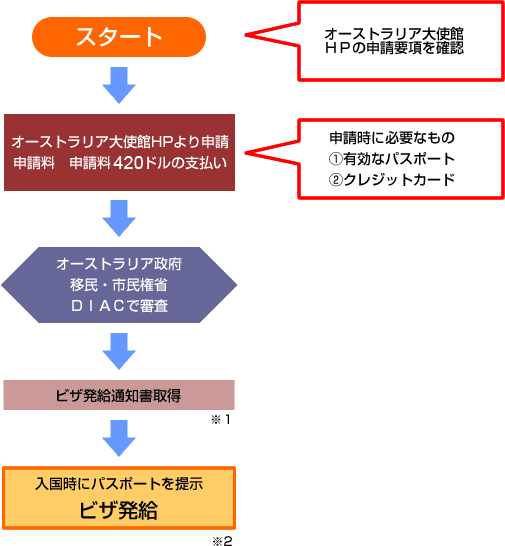 スタート
オーストラリア大使館
HPの申請要項を確認
オーストラリア大使館HPより申請
申請料　申請料420ドルの支払い
申請時に必要なもの
①有効なパスポート
②クレジットカード
オーストラリア政府
移民・市民権省
DIACで審査
ビザ発給通知書取得
※1
入国時にパスポートを提示
ビザ発給
※2